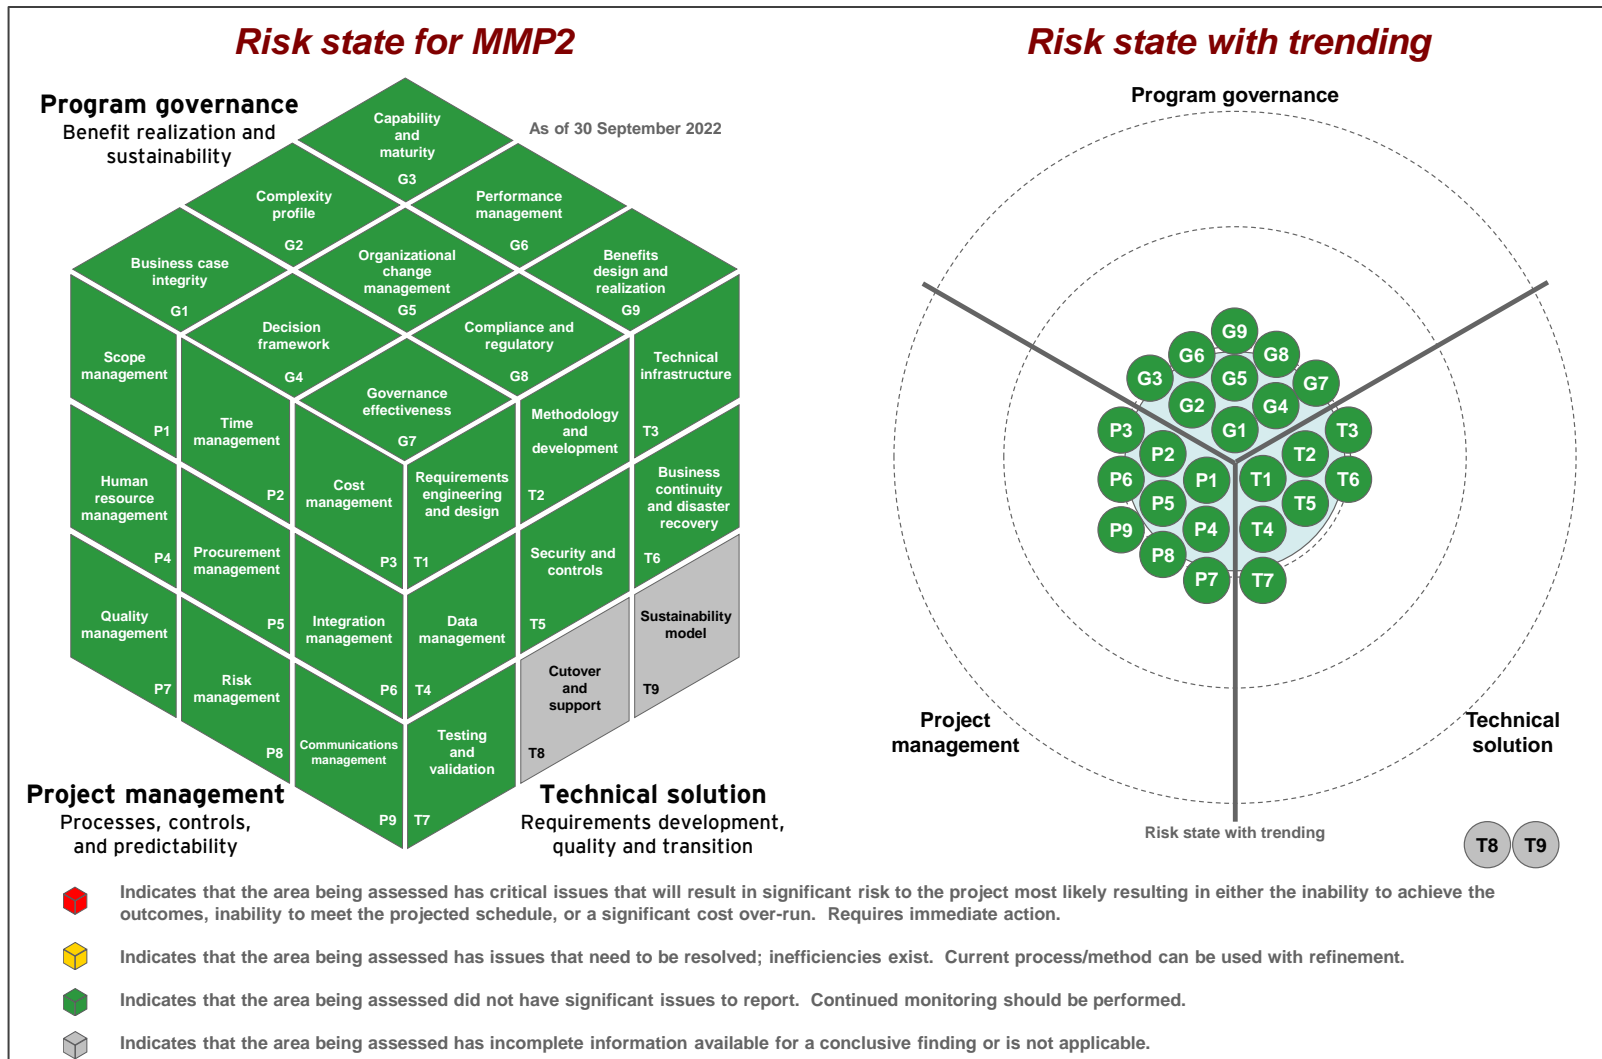 Risk state for MMP2
Risk state with trending
Program governance
Benefit realization and
sustainability
As of 30 September 2022
Capability
and
maturity
G3
Complexity
profile
G2
Performance
management
G6
Business case
integrity
G1
Organizational
change
management
G5
Benefits
design and
realization
G9
Decision
framework
G4
Compliance and
regulatory
G8
Governance
effectiveness
G7
Scope
management
P1
Time
management
P2
Cost
management
P3
Human
resource
management
P4
Procurement
management
P5
Integration
management
P6
Quality
management
P7
Risk
management
P8
Communications
management
P9
Requirements
engineering
and design
T1
Methodology
and
development
T2
Technical
infrastructure
T3
Data
management
T4
Security and
controls
T5
Business
continuity
and disaster
recovery
T6
Testing
and
validation
T7
Cutover
and
support
T8
Sustainability
model
T9
Project management
Processes, controls,
and predictability
Technical solution
Requirements development,
quality and transition
Program governance
G9
G6
G8
G3
G5
G7
G2
G4
G1
P3
P2
P1
P6
P5
P4
P9
P8
P7
T3
T2
T1
T6
T5
T4
T7
Project
management
Technical
solution
Risk state with trending
T8
T9
Indicates that the area being assessed has critical issues that will result in significant risk to the project most likely resulting in either the inability to achieve the
outcomes, inability to meet the projected schedule, or a significant cost over-run.  Requires immediate action.
Indicates that the area being assessed has issues that need to be resolved; inefficiencies exist.  Current process/method can be used with refinement.
Indicates that the area being assessed did not have significant issues to report.  Continued monitoring should be performed.
Indicates that the area being assessed has incomplete information available for a conclusive finding or is not applicable.